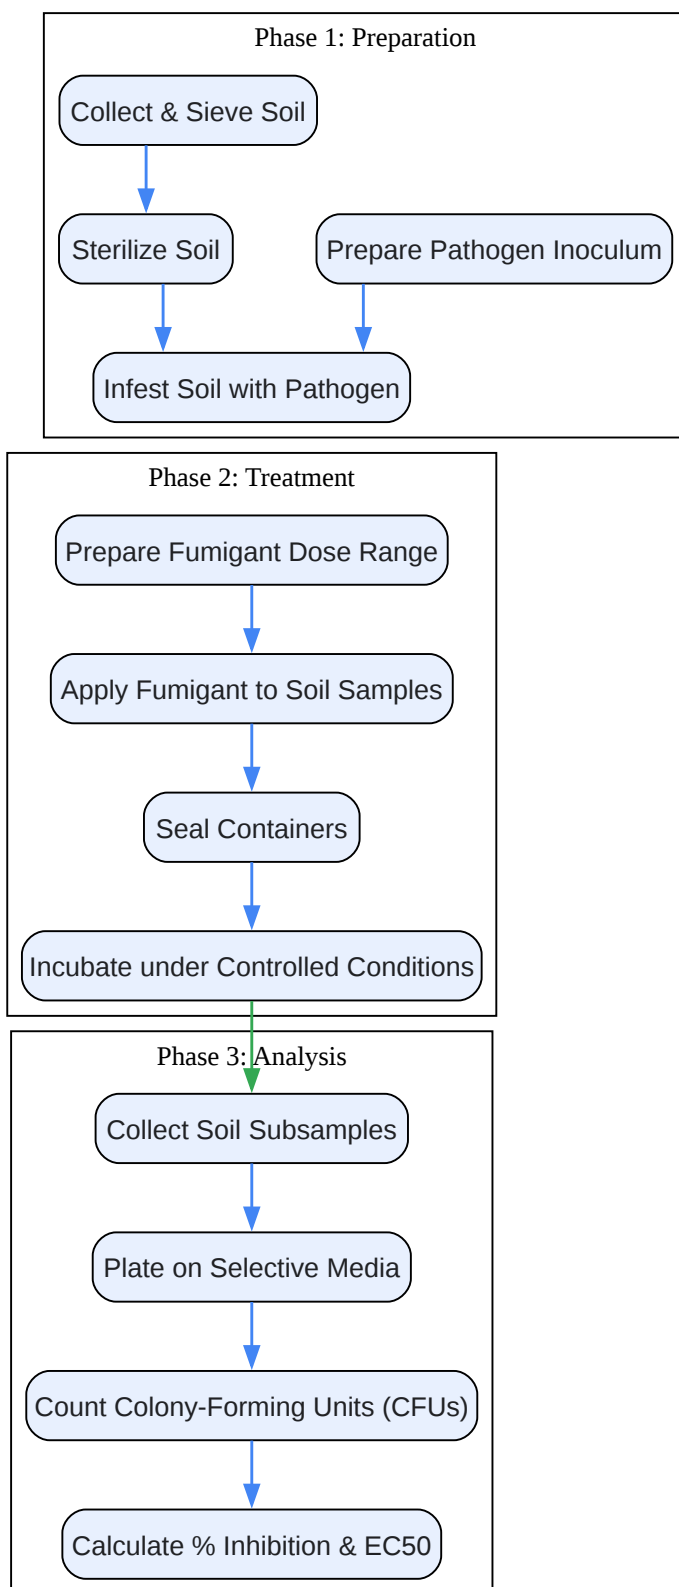 Phase 1: Preparation
Collect & Sieve Soil
Sterilize Soil
Prepare Pathogen Inoculum
Infest Soil with Pathogen
Phase 2: Treatment
Prepare Fumigant Dose Range
Apply Fumigant to Soil Samples
Seal Containers
Incubate under Controlled Conditions
Phase 3: Analysis
Collect Soil Subsamples
Plate on Selective Media
Count Colony-Forming Units (CFUs)
Calculate % Inhibition & EC50